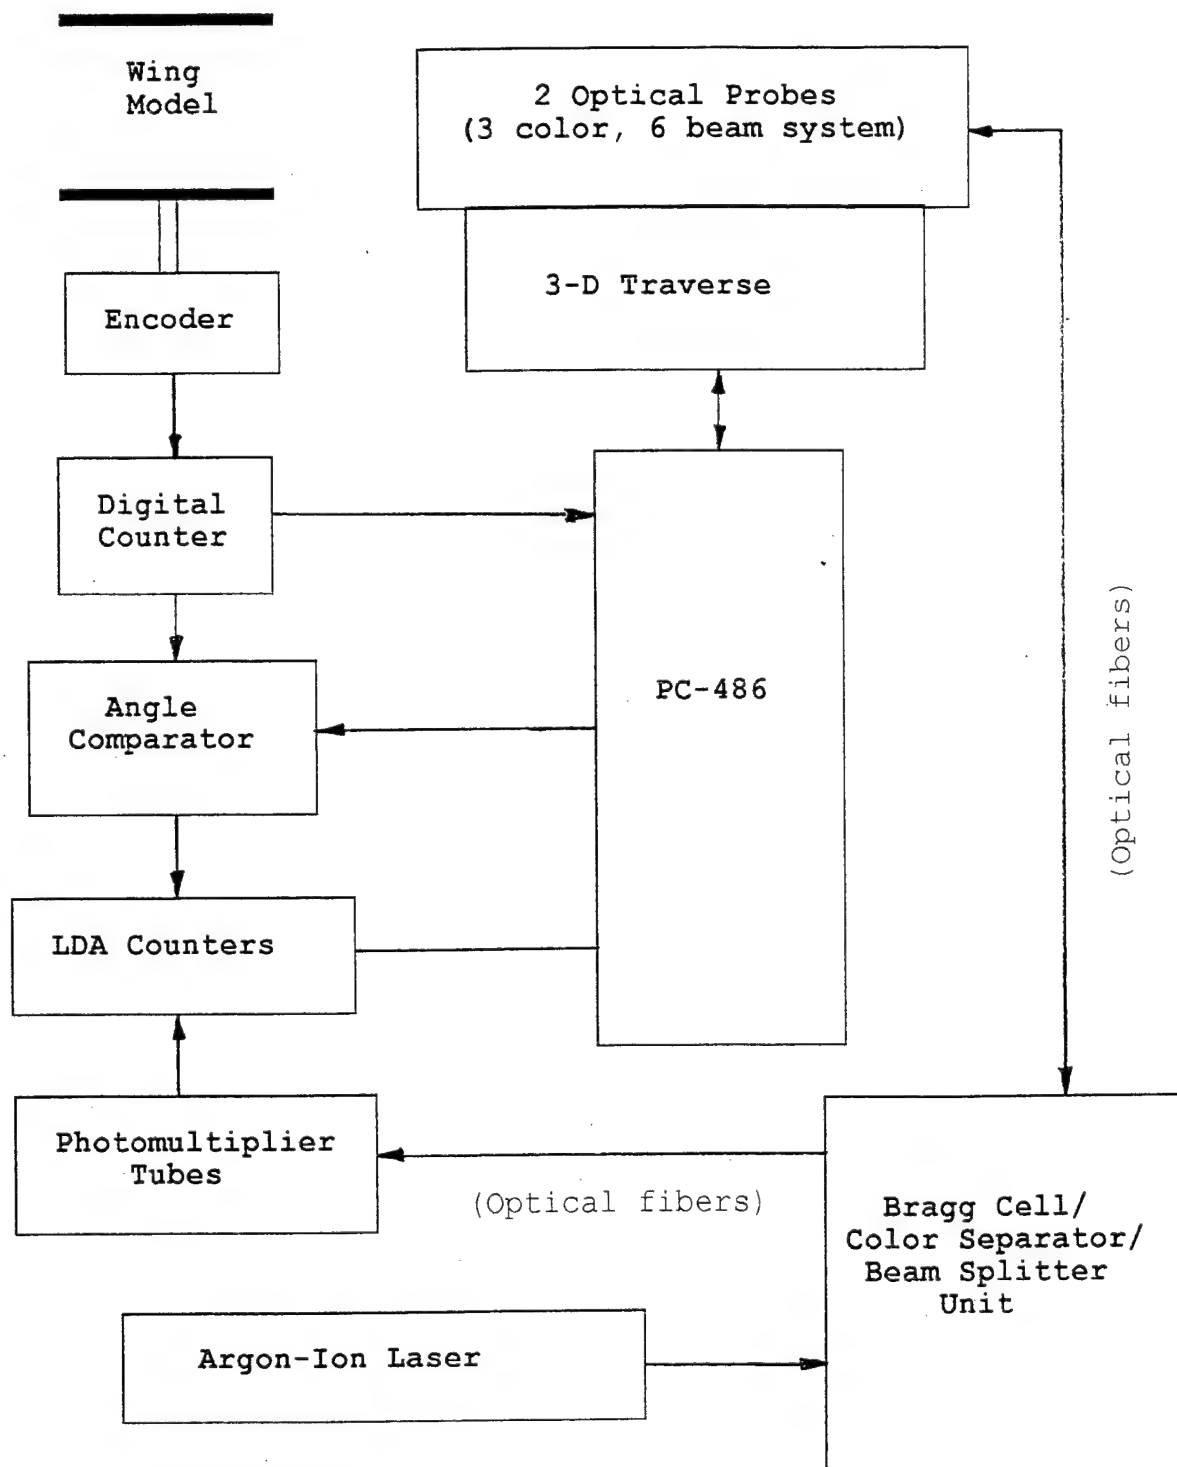 Wing
Model
2 Optical Probes
(3 color, 6 beam system)
3-D Traverse
Encoder
Digital
Counter
PC-486
Angle
Comparator
(Optical fibers)
LDA Counters
Photomultiplier
Tubes
(Optical fibers)
Bragg Cell/
Color Separator/
Beam Splitter
Unit
Argon-Ion Laser